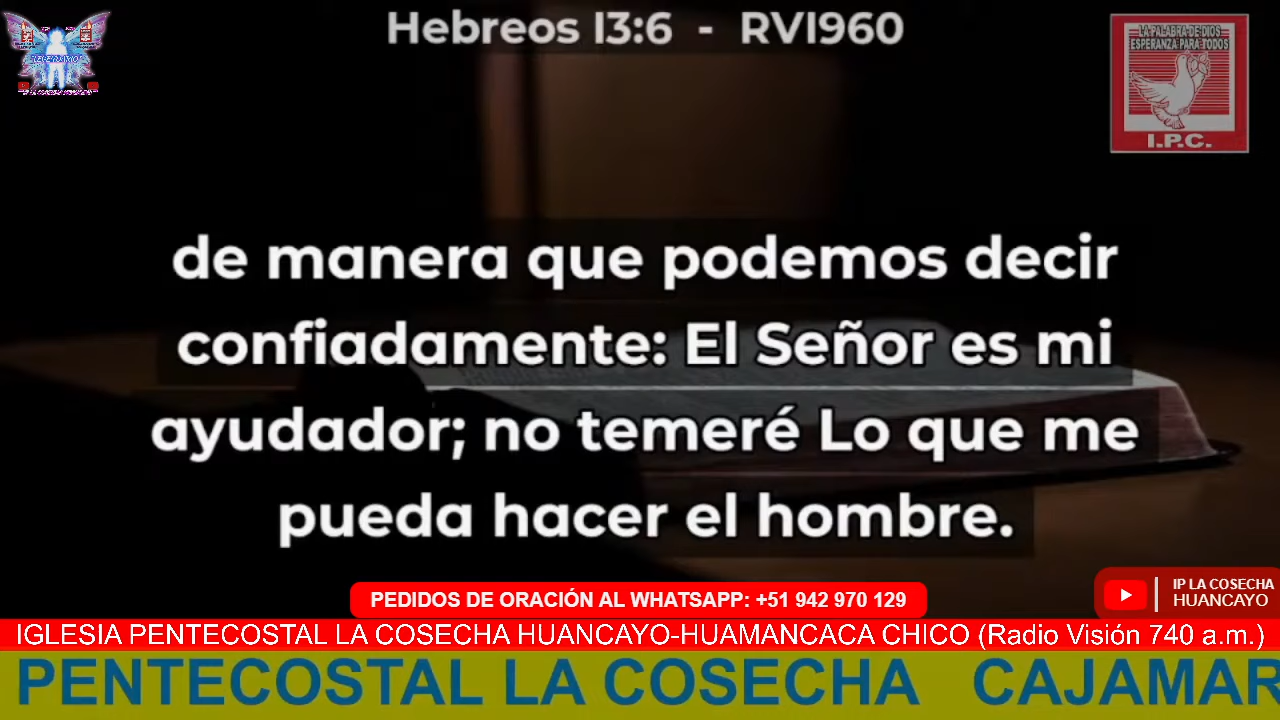 Hebreos 13:6 - RV1960
LA PALABRA DE DIOS
ESPERANZA PARA TODOS
I.P.C.
de manera que podemos decir
confiadamente: El Señor es mi
ayudador; no temeré Lo que me
pueda hacer el hombre.
PEDIDOS DE ORACIÓN AL WHATSAPP: +51 942 970 129
IP LA COSECHA
HUANCAYO
IGLESIA PENTECOSTAL LA COSECHA HUANCAYO-HUAMANCACA CHICO (Radio Visión 740 a.m.)
PENTECOSTAL LA COSECHA CAJAMAR